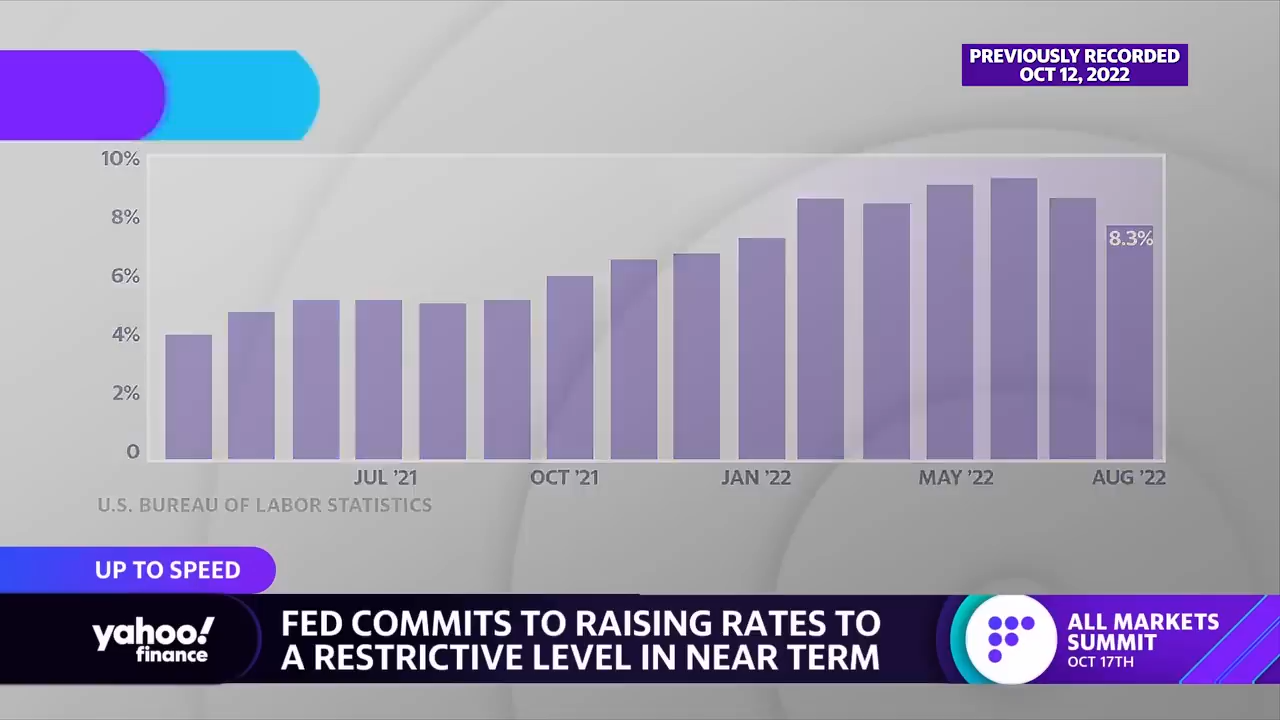 PREVIOUSLY RECORDED
OCT 12, 2022
10%
8%
8.3%
6%
4%
2%
0
JUL ’21
OCT ’21
JAN ’22
MAY ’22
AUG ’22
U.S. BUREAU OF LABOR STATISTICS
UP TO SPEED
yahoo!
finance
FED COMMITS TO RAISING RATES TO
A RESTRICTIVE LEVEL IN NEAR TERM
ALL MARKETS
SUMMIT
OCT 17TH